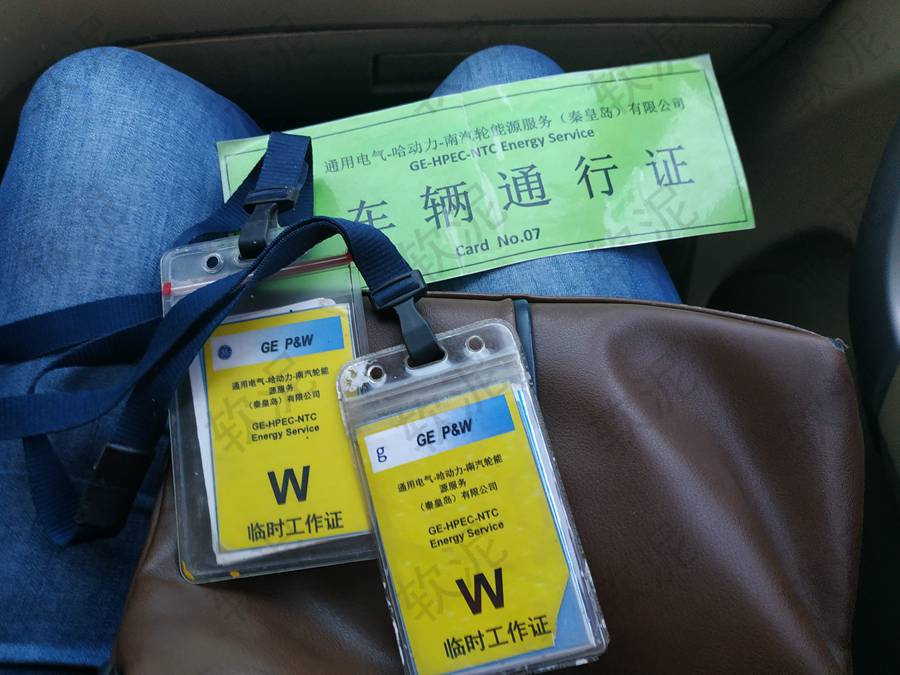 通用电气-哈动力-南汽轮能源服务（秦皇岛）有限公司
GE-HPEC-NTC Energy Service
车辆通行证
Card No.07
GE P&W
通用电气-哈动力-南汽轮能
源服务
（秦皇岛）有限公司
GE-HPEC-NTC
Energy Service
W
临时工作证
g GE P&W
通用电气-哈动力-南汽轮能
源服务
（秦皇岛）有限公司
GE-HPEC-NTC
Energy Service
W
临时工作证
软泥